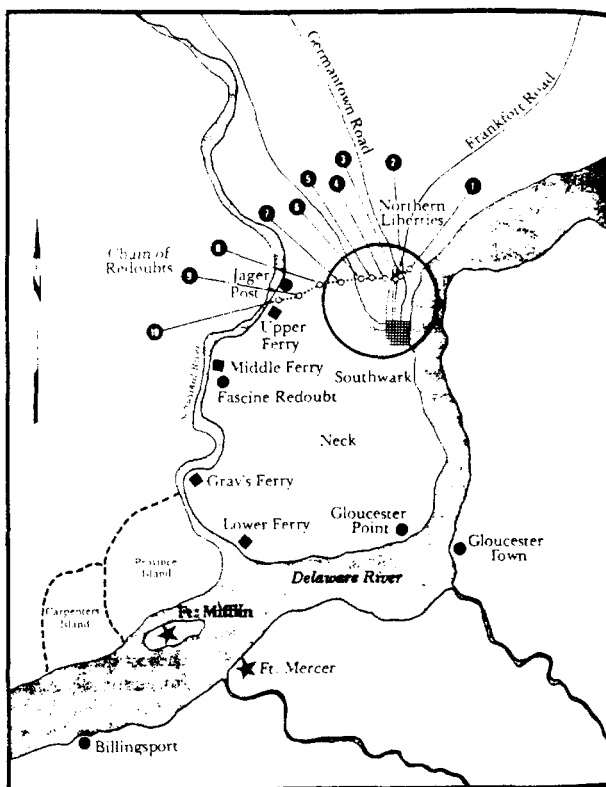 Germantown Road
Frankfort Road
3
2
5
4
1
7
6
Northern
Liberties
8
Chain of
Redoubts
9
Jager
Post
10
Upper
Ferry
Middle Ferry
Southwark
Fascine Redoubt
Neck
Gray's Ferry
Gloucester
Point
Lower Ferry
Gloucester
Town
Province
Island
Delaware River
Carpenters
Island
Ft. Mifflin
Ft. Mercer
Billingsport